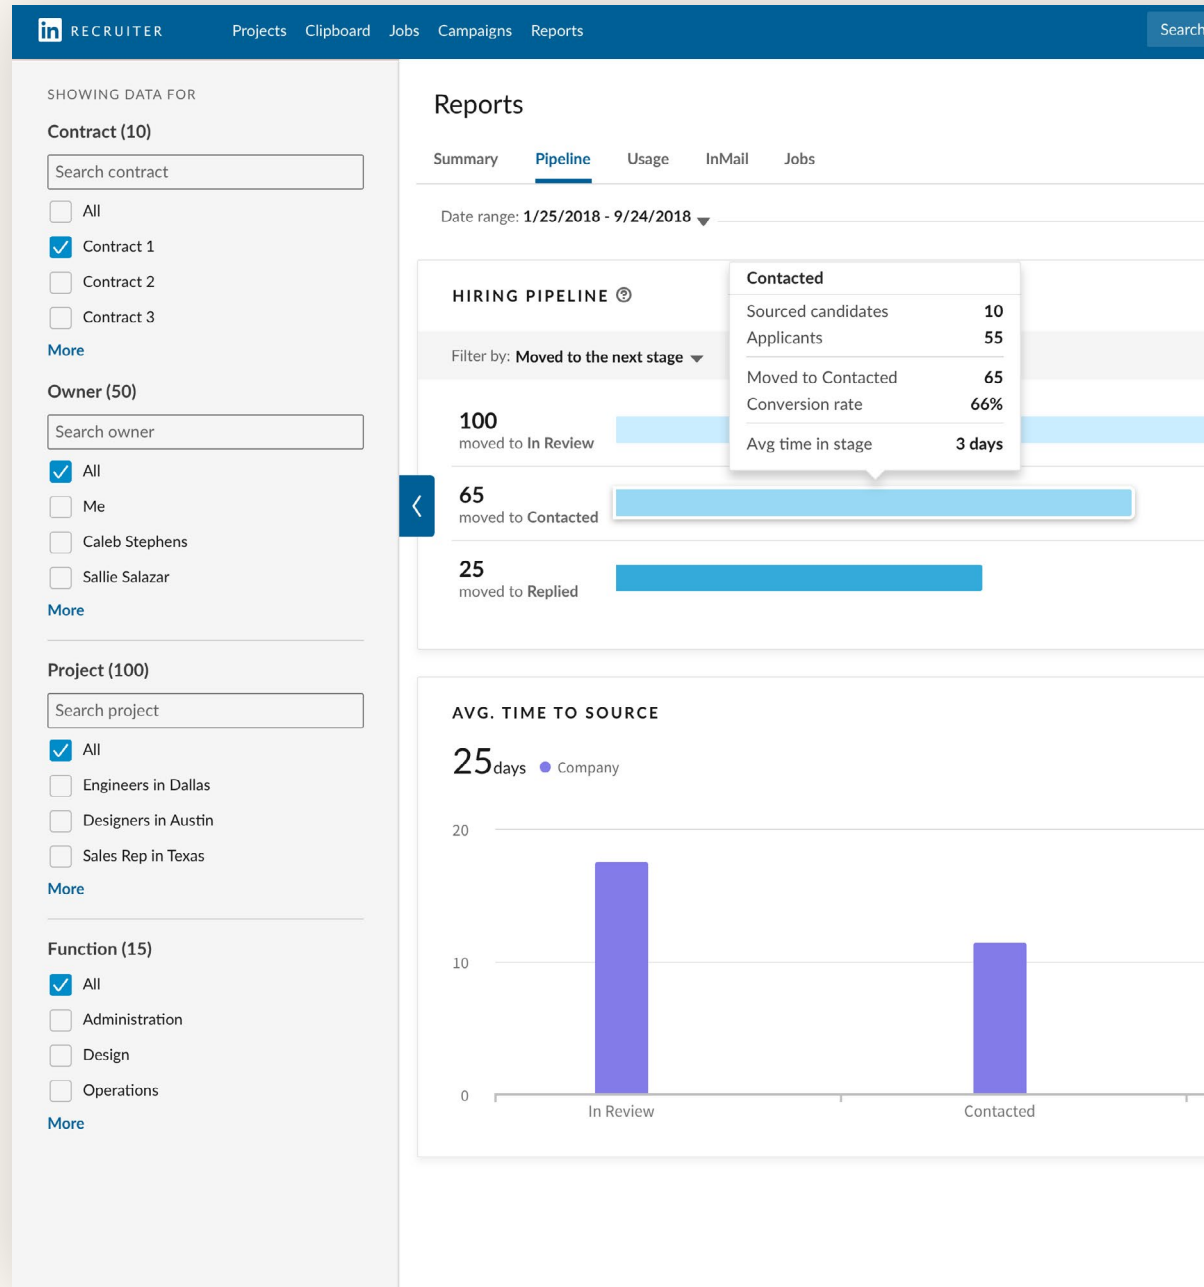 in RECRUITER Projects Clipboard Jobs Campaigns Reports Search
SHOWING DATA FOR
Contract (10)
Search contract
All
Contract 1
Contract 2
Contract 3
More
Owner (50)
Search owner
All
Me
Caleb Stephens
Sallie Salazar
More
Project (100)
Search project
All
Engineers in Dallas
Designers in Austin
Sales Rep in Texas
More
Function (15)
All
Administration
Design
Operations
More
Reports
Summary Pipeline Usage InMail Jobs
Date range: 1/25/2018 - 9/24/2018
HIRING PIPELINE ?
Filter by: Moved to the next stage
Contacted
Sourced candidates 10
Applicants 55
Moved to Contacted 65
Conversion rate 66%
Avg time in stage 3 days
100
moved to In Review
65
moved to Contacted
25
moved to Replied
AVG. TIME TO SOURCE
25 days Company
20
10
0
In Review Contacted